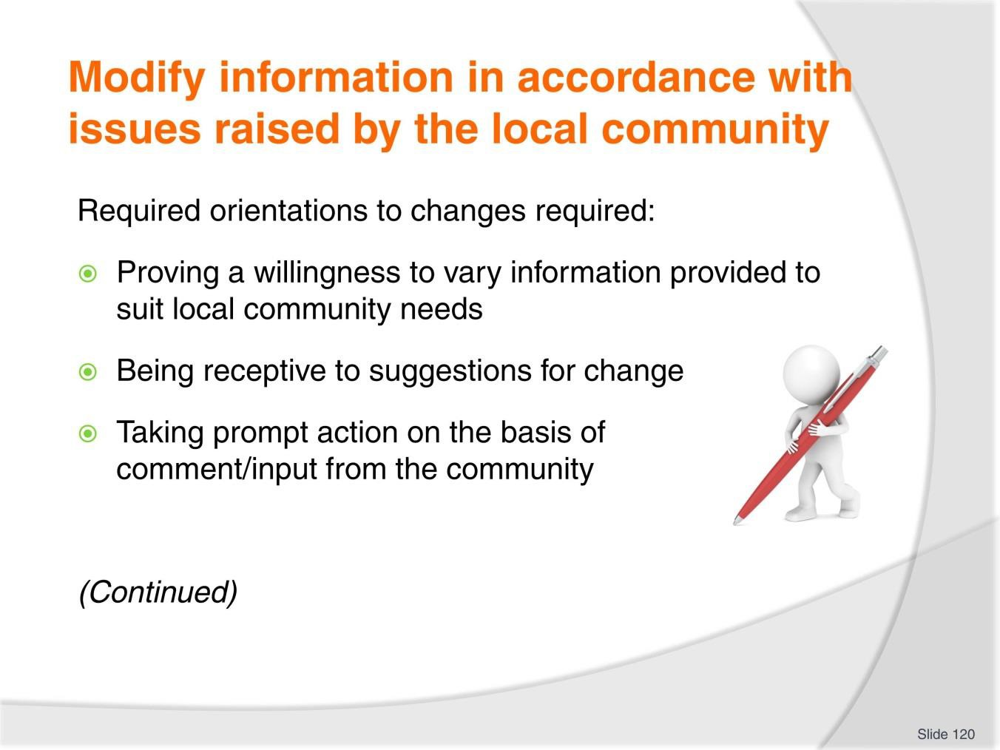 Modify information in accordance with
issues raised by the local community
Required orientations to changes required:
Proving a willingness to vary information provided to
suit local community needs
Being receptive to suggestions for change
Taking prompt action on the basis of
comment/input from the community
(Continued)
Slide 120